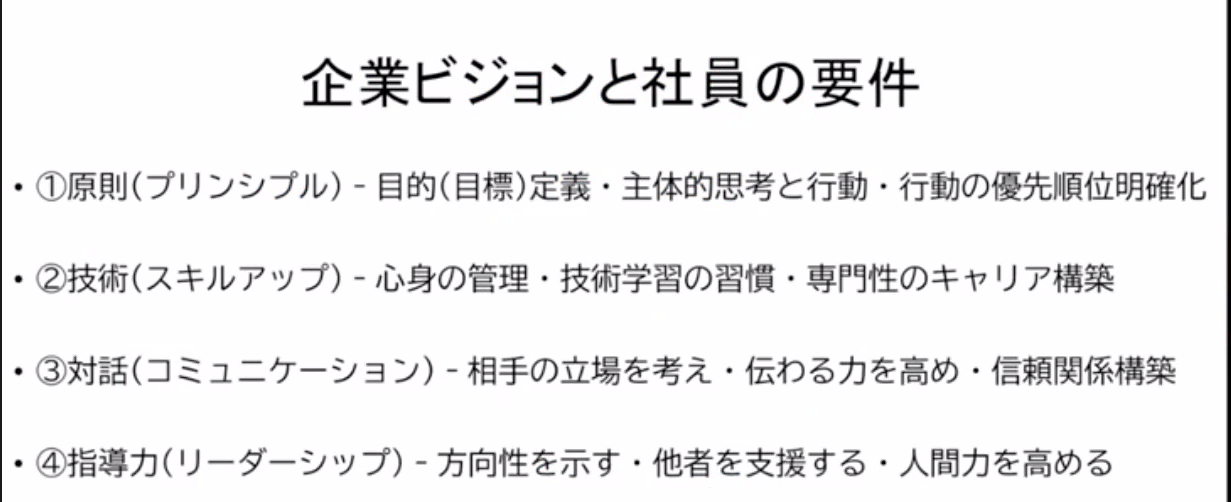 企業ビジョンと社員の要件
• ①原則(プリンシプル) - 目的(目標)定義・主体的思考と行動・行動の優先順位明確化
• ②技術(スキルアップ) - 心身の管理・技術学習の習慣・専門性のキャリア構築
• ③対話(コミュニケーション) - 相手の立場を考え・伝わる力を高め・信頼関係構築
• ④指導力(リーダーシップ) - 方向性を示す・他者を支援する・人間力を高める